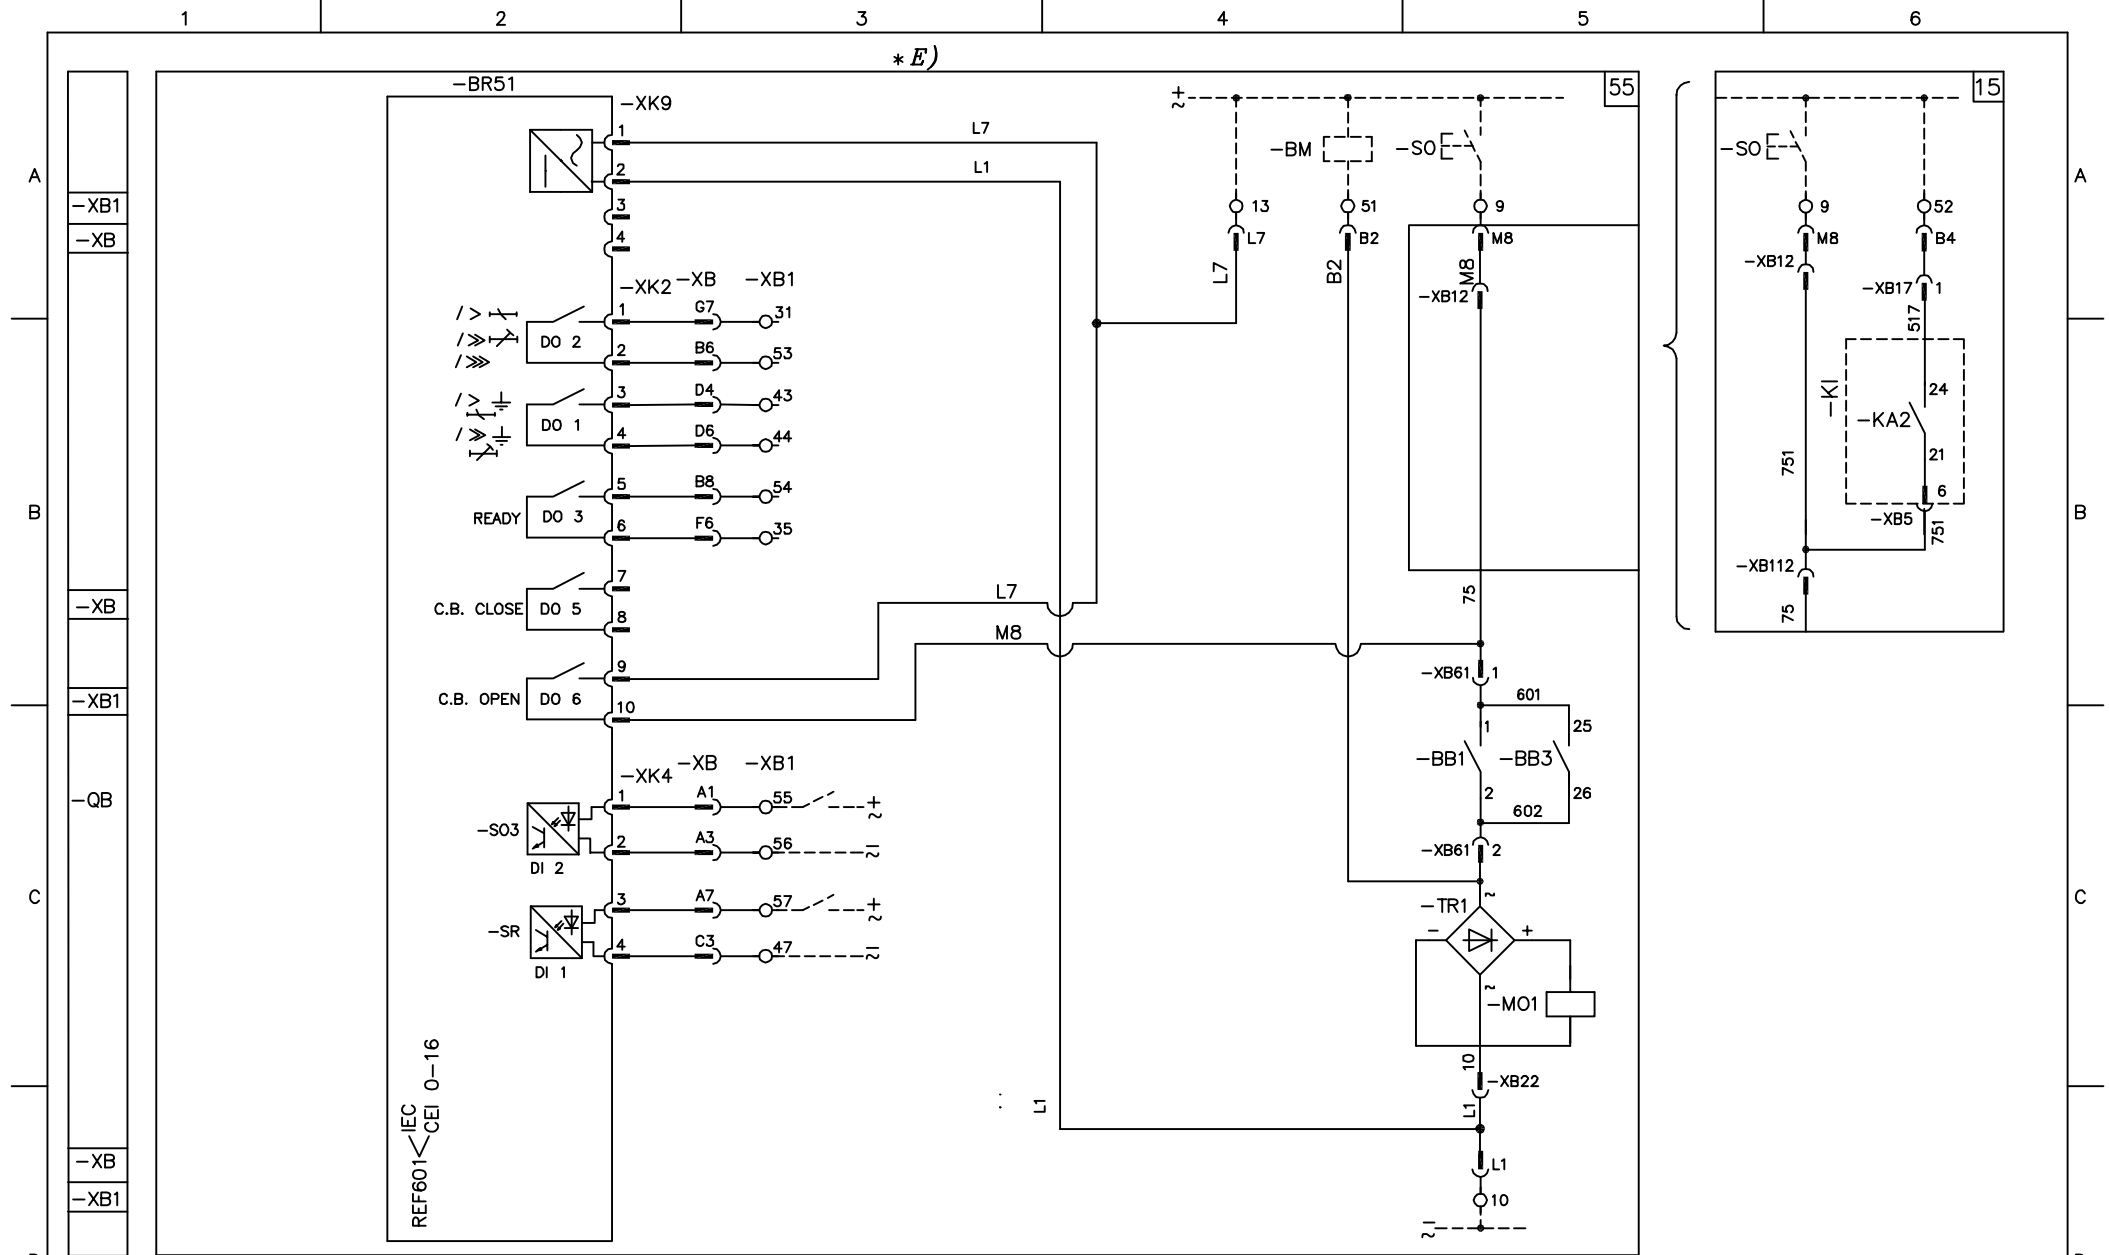 1 2 3 4 5 6
* E)
-BR51
-XK9
55
15
+
~
1
L7
-BM
-SO
-SO
2
L1
A
A
3
-XB1
13
51
9
9
52
4
-XB
L7
B2
M8
M8
B4
-XB12
-XK2
-XB
-XB1
L7
B2
M8
-XB12
-XB17
1
517
1
G7
31
DO 2
2
B6
53
3
D4
43
24
-KI
DO 1
-KA2
4
D6
44
21
751
5
B8
54
6
B
READY
DO 3
B
6
F6
35
-XB5
751
-XB112
7
L7
75
75
-XB
C.B. CLOSE
DO 5
8
M8
9
-XB61
1
601
-XB1
C.B. OPEN
DO 6
10
1
25
-XK4
-XB
-XB1
-BB1
-BB3
-QB
1
A1
55
+
~
2
26
602
-SO3
2
A3
56
-
~
-XB61
2
DI 2
C
C
3
A7
57
+
~
~
-TR1
-SR
4
C3
47
-
~
-
+
DI 1
~
-MO1
10
-XB22
L1
L1
REF601<IEC
CEI 0-16
-XB
L1
-XB1
10
-
~